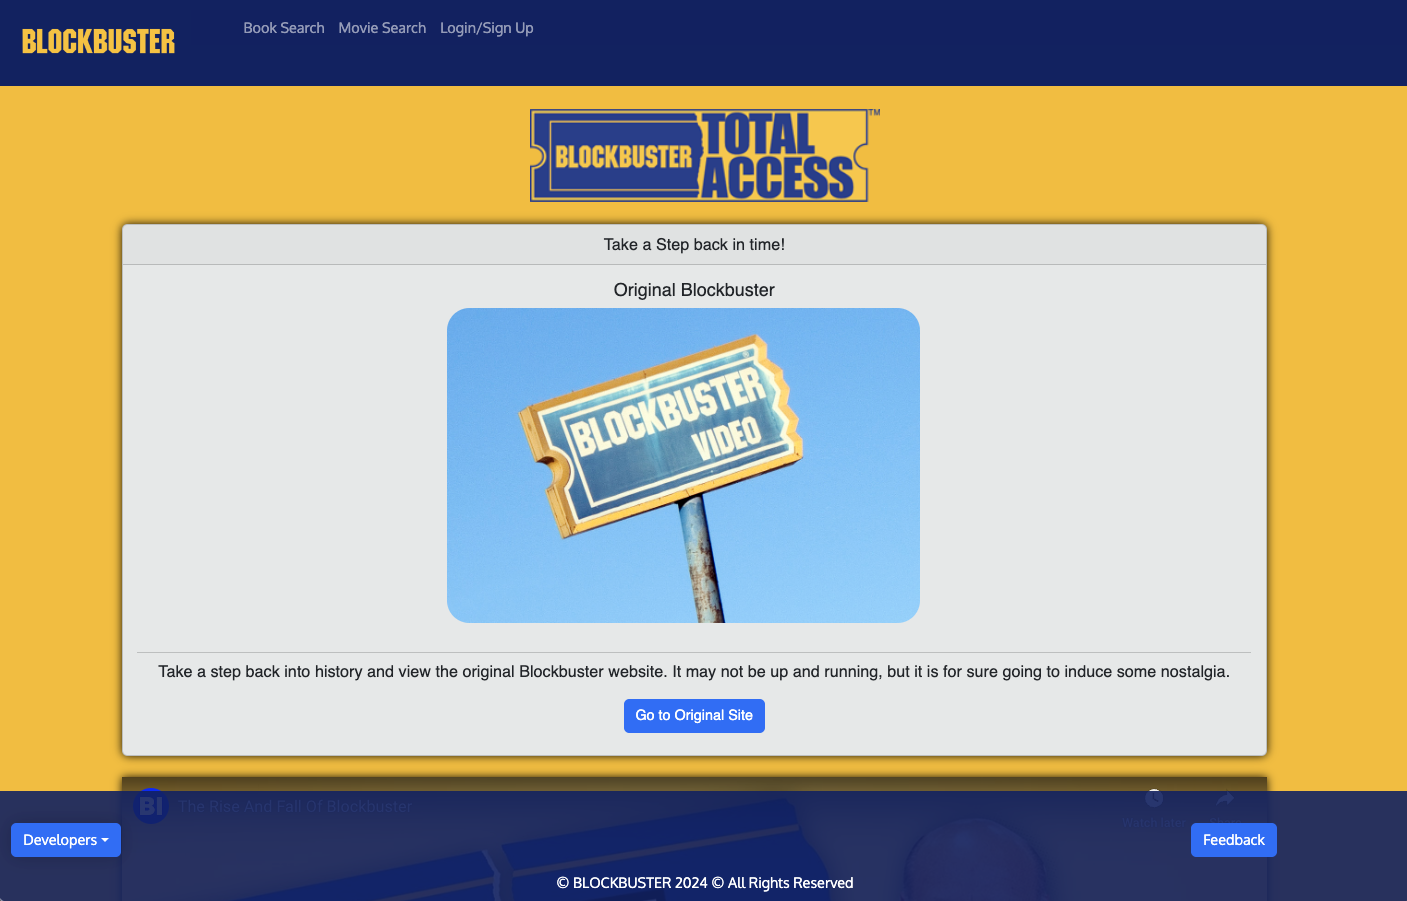 BLOCKBUSTER
Book Search Movie Search Login/Sign Up
BLOCKBUSTER TOTAL ACCESS TM
Take a Step back in time!
Original Blockbuster
BLOCKBUSTER
VIDEO
Take a step back into history and view the original Blockbuster website. It may not be up and running, but it is for sure going to induce some nostalgia.
Go to Original Site
BI The Rise And Fall Of Blockbuster
Developers
Feedback
© BLOCKBUSTER 2024 © All Rights Reserved